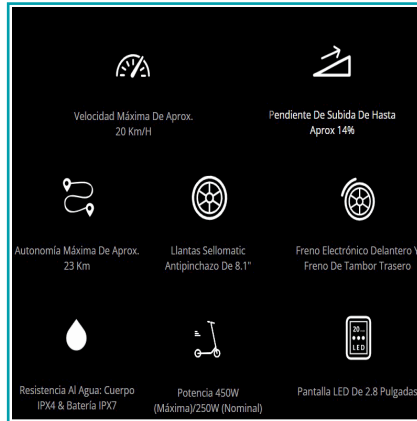 Velocidad Máxima De Aprox.
20 Km/H
Pendiente De Subida De Hasta
Aprox 14%
Autonomía Máxima De Aprox.
23 Km
Llantas Sellomatic
Antipinchazo De 8.1"
Freno Electrónico Delantero Y
Freno De Tambor Trasero
20
LED
Resistencia Al Agua: Cuerpo
IPX4 & Batería IPX7
Potencia 450W
(Máxima)/250W (Nominal)
Pantalla LED De 2.8 Pulgadas